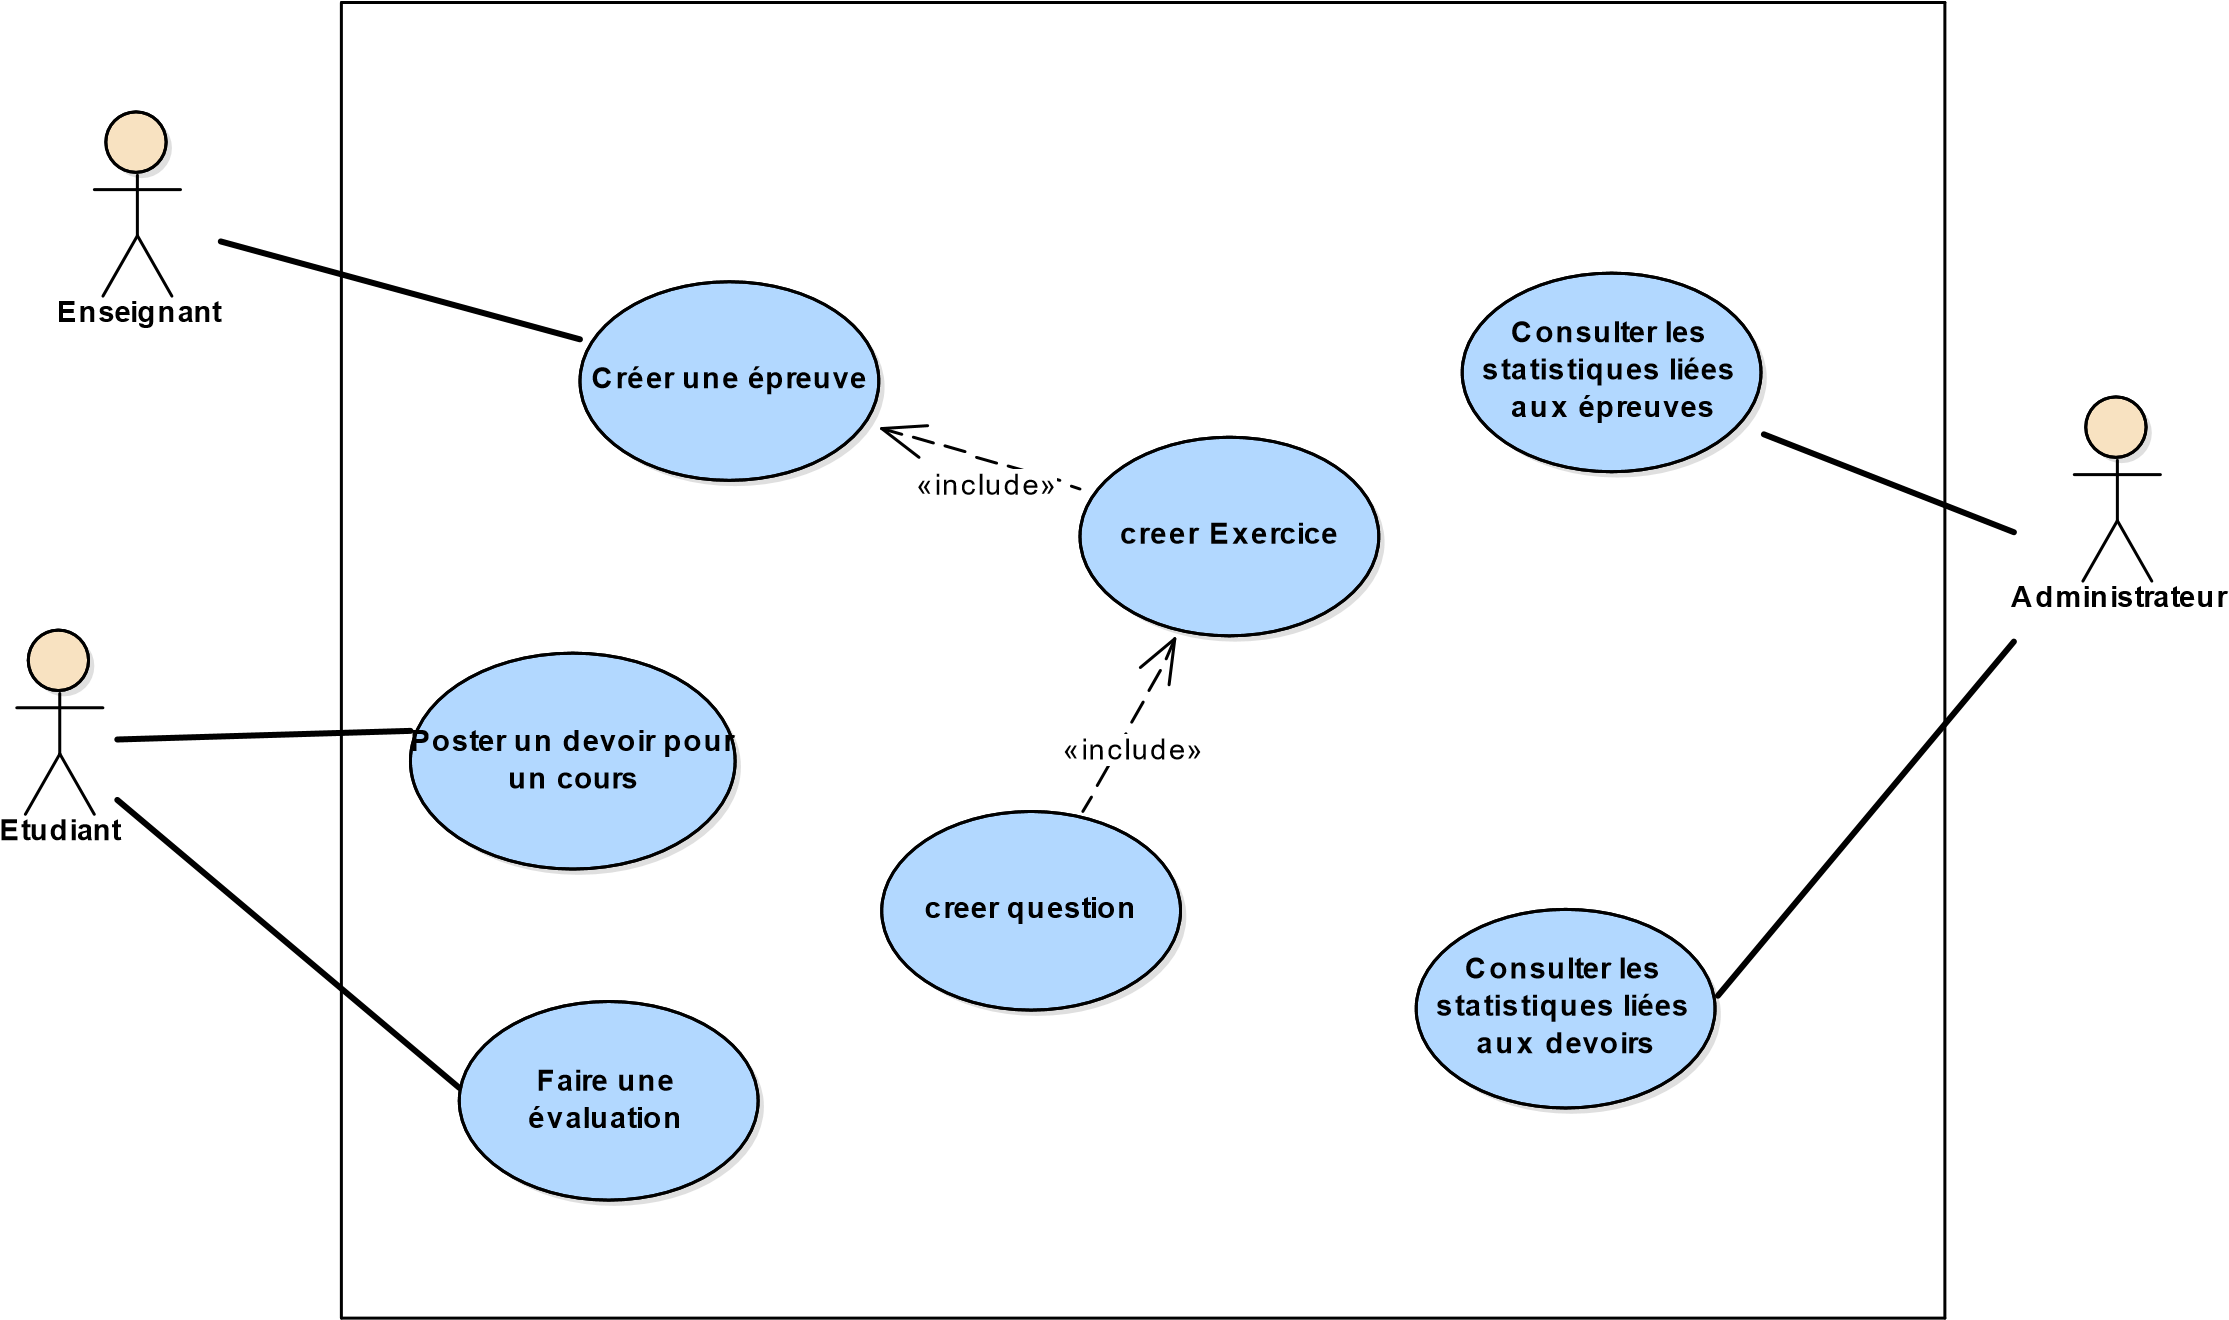 Enseignant
Créer une épreuve
Consulter les
statistiques liées
aux épreuves
«include»
creer Exercice
Administrateur
Etudiant
Poster un devoir pour
un cours
«include»
creer question
Consulter les
statistiques liées
aux devoirs
Faire une
évaluation